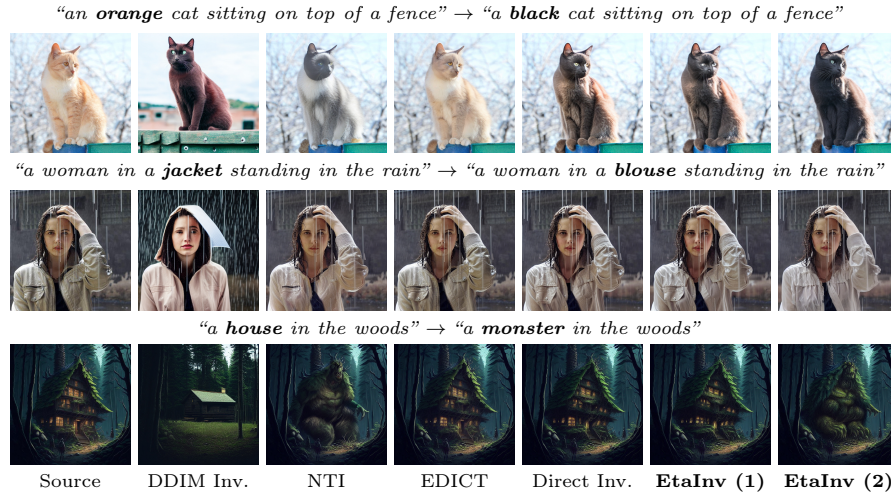 “an orange cat sitting on top of a fence” → “a black cat sitting on top of a fence”
“a woman in a jacket standing in the rain” → “a woman in a blouse standing in the rain”
“a house in the woods” → “a monster in the woods”
Source DDIM Inv. NTI EDICT Direct Inv. EtaInv (1) EtaInv (2)